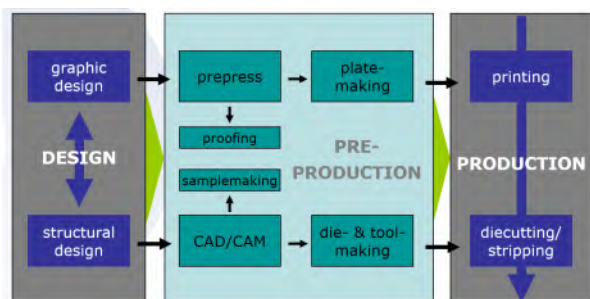 graphic
design
DESIGN
structural
design
prepress
plate-
making
proofing
PRE-
PRODUCTION
samplemaking
CAD/CAM
die- & tool-
making
printing
PRODUCTION
diecutting/
stripping